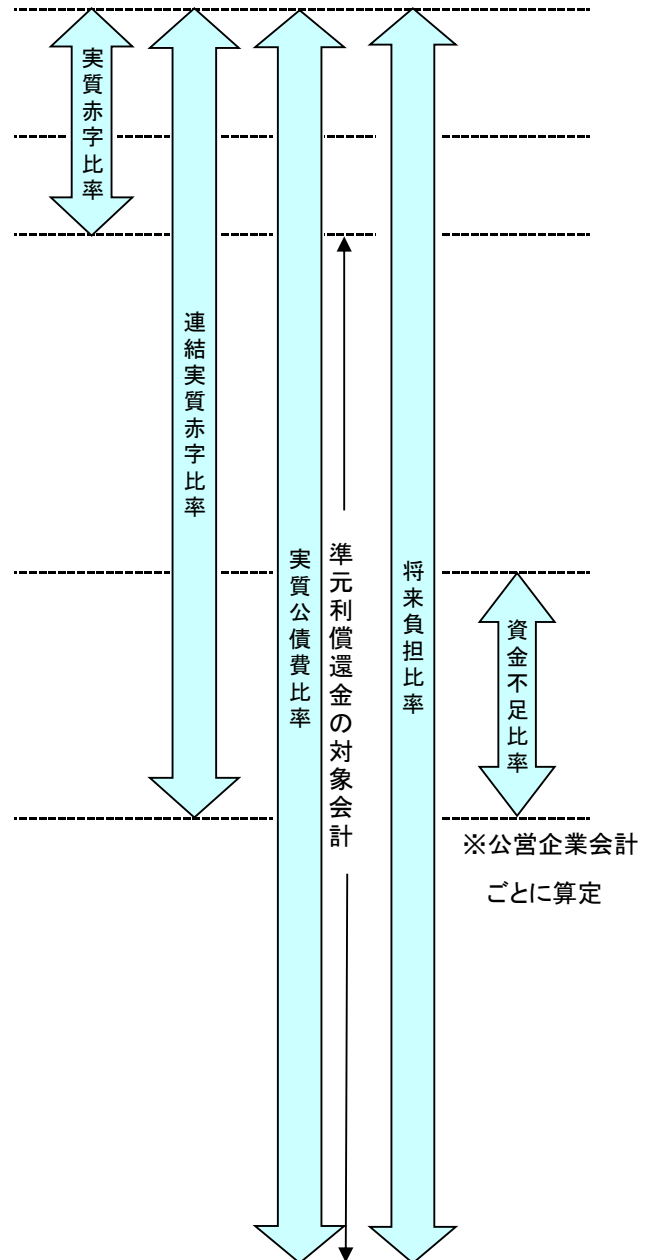 実質赤字比率
連結実質赤字比率
実質公債費比率
準元利償還金の対象会計
将来負担比率
資金不足比率
※公営企業会計
ごとに算定